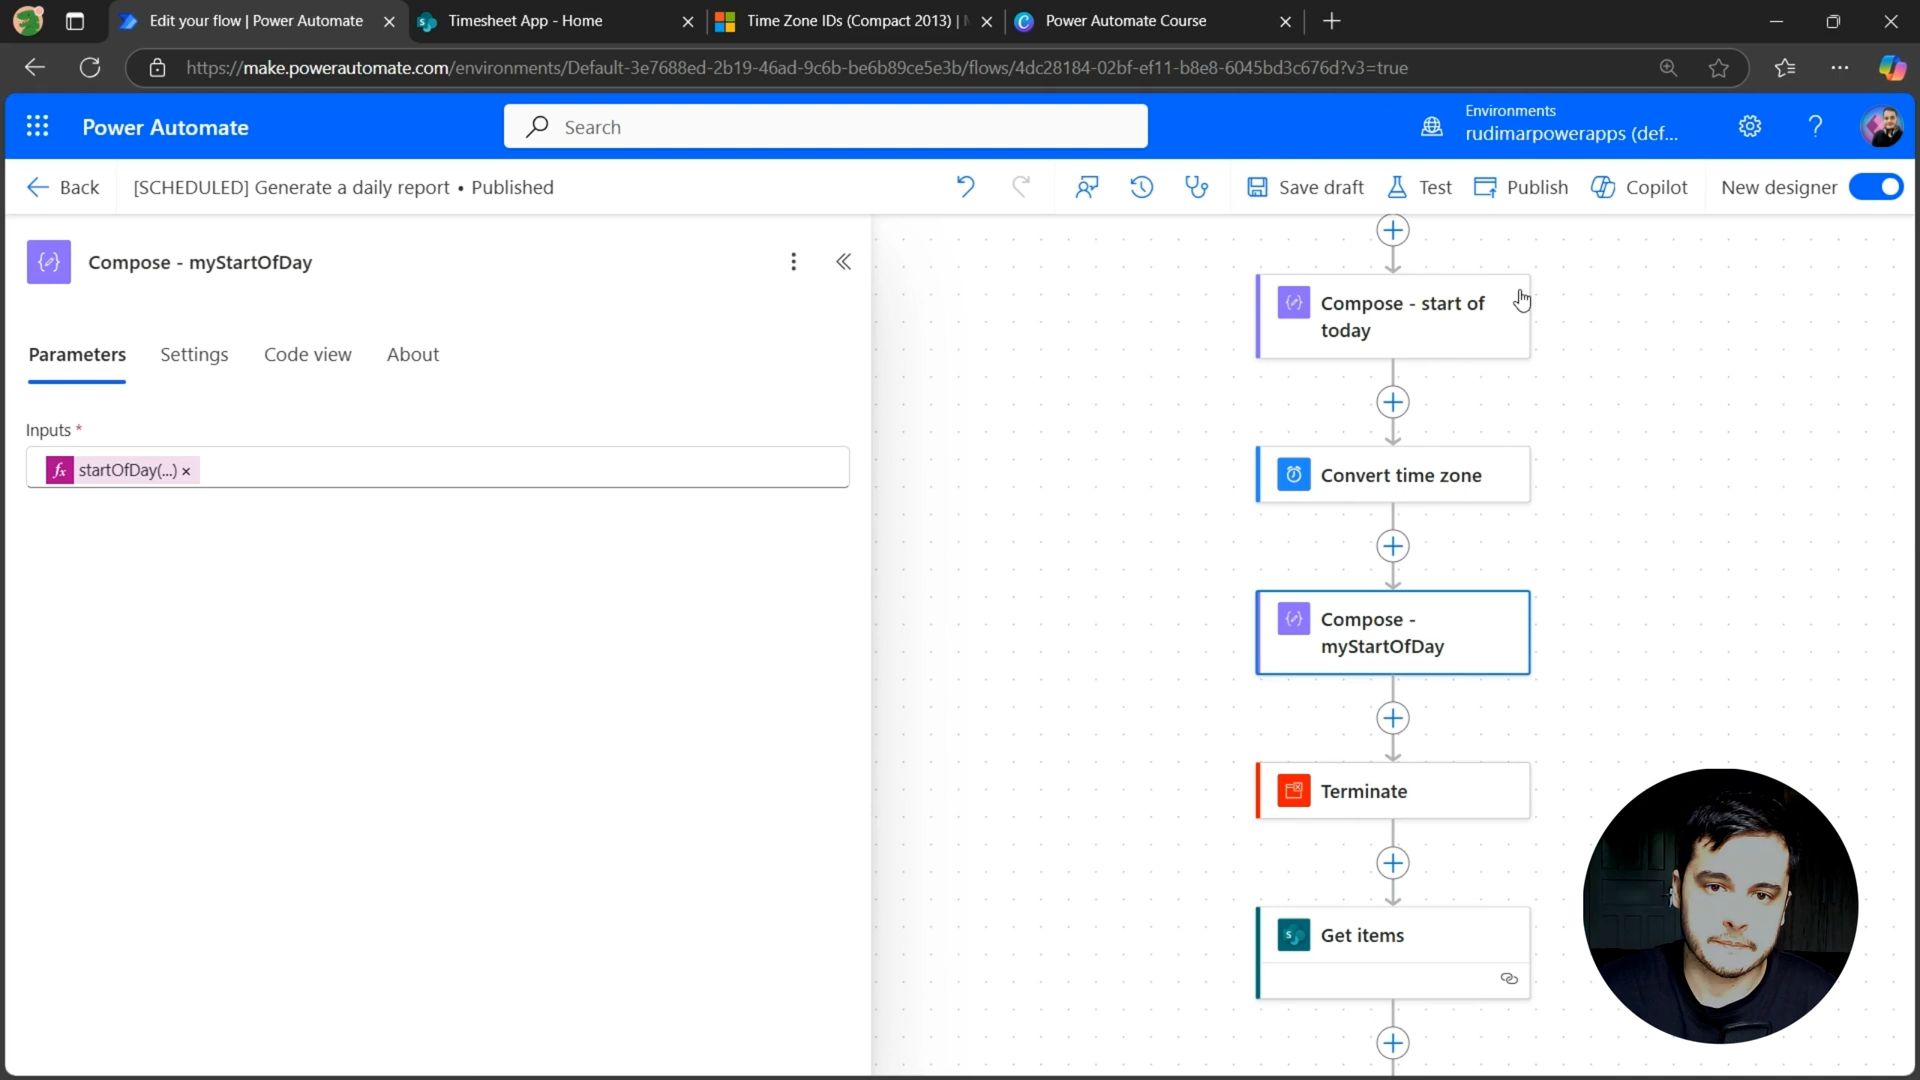 Edit your flow | Power Automate
Timesheet App - Home
Time Zone IDs (Compact 2013) |
Power Automate Course
https://make.powerautomate.com/environments/Default-3e7688ed-2b19-46ad-9c6b-be6b89ce5e3b/flows/4dc28184-02bf-ef11-b8e8-6045bd3c676d?v3=true
Power Automate
Search
Environments
rudimarpowerapps (def...
Back
[SCHEDULED] Generate a daily report • Published
Save draft
Test
Publish
Copilot
New designer
Compose - myStartOfDay
Parameters
Settings
Code view
About
Inputs *
fx startOfDay(...) ×
Compose - start of
today
Convert time zone
Compose -
myStartOfDay
Terminate
Get items